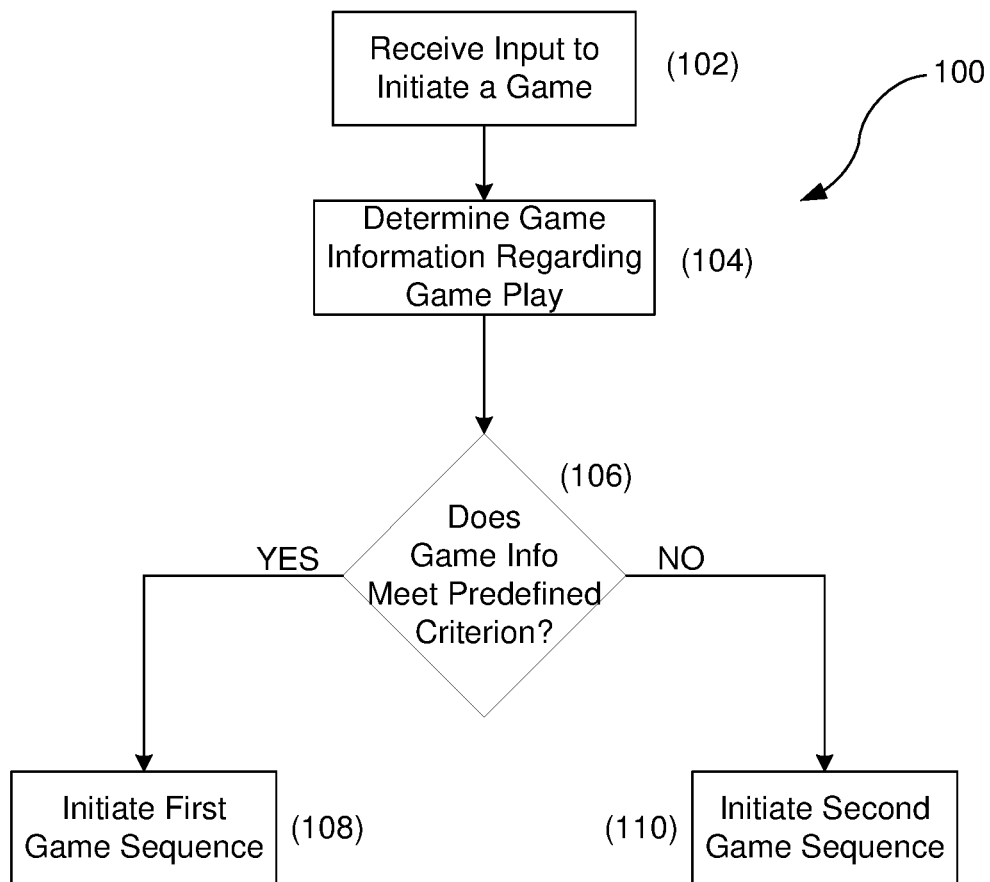 Receive Input to
Initiate a Game
(102)
100
Determine Game
Information Regarding
Game Play
(104)
(106)
Does
Game Info
Meet Predefined
Criterion?
YES
NO
Initiate First
Game Sequence
(108)
(110)
Initiate Second
Game Sequence